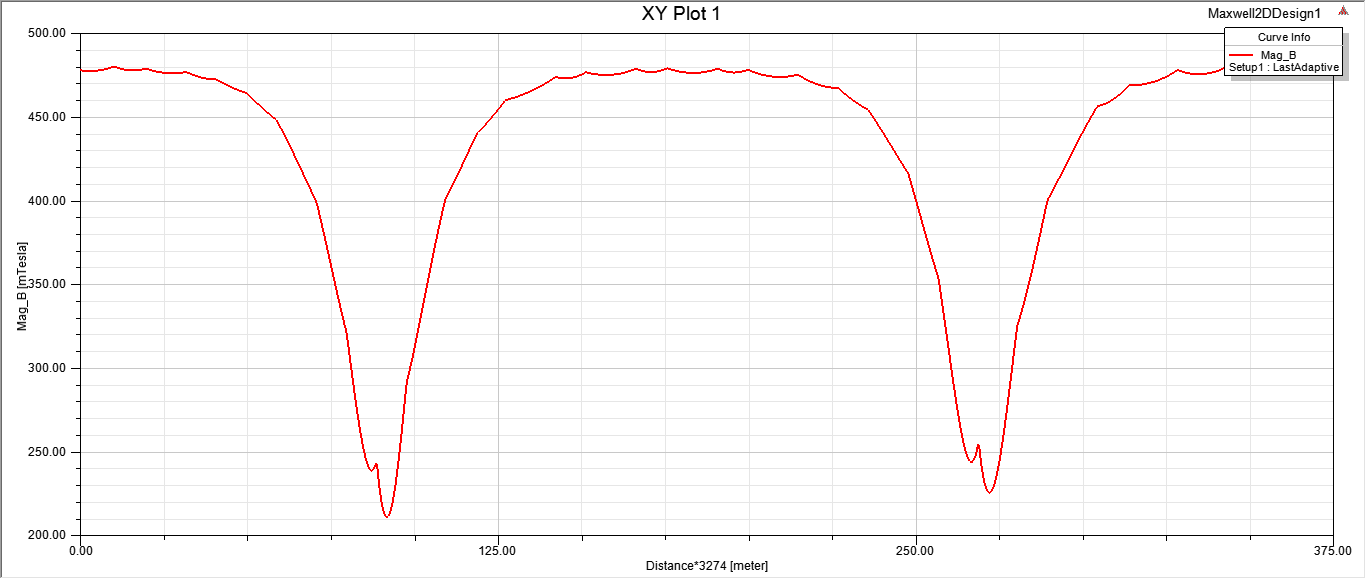 XY Plot 1
Maxwell2DDesign1
Curve Info
Mag_B
Setup1 : LastAdaptive
500.00
450.00
400.00
350.00
300.00
250.00
200.00
Mag_B [mTesla]
0.00
125.00
250.00
375.00
Distance*3274 [meter]